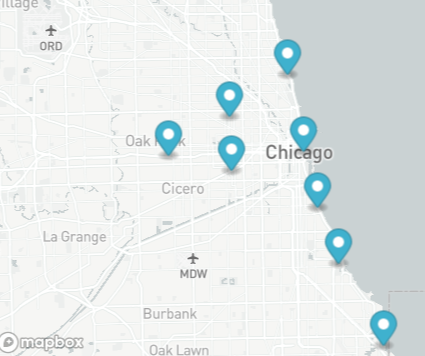 Village
ORD
Oak Park
Chicago
Cicero
La Grange
MDW
Burbank
Oak Lawn
mapbox